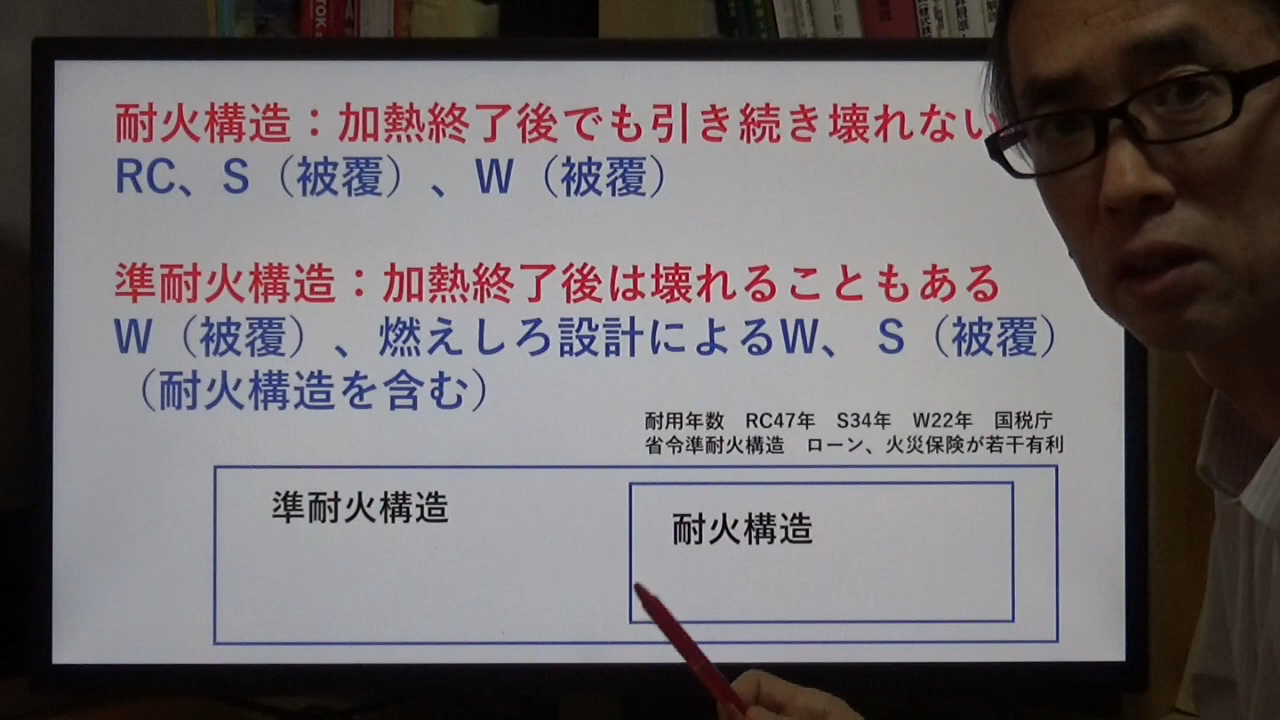 耐火構造：加熱終了後でも引き続き壊れない
RC、S（被覆）、W（被覆）
準耐火構造：加熱終了後は壊れることもある
W（被覆）、燃えしろ設計によるW、S（被覆）
（耐火構造を含む）
耐用年数 RC47年 S34年 W22年 国税庁
省令準耐火構造 ローン、火災保険が若干有利
準耐火構造
耐火構造